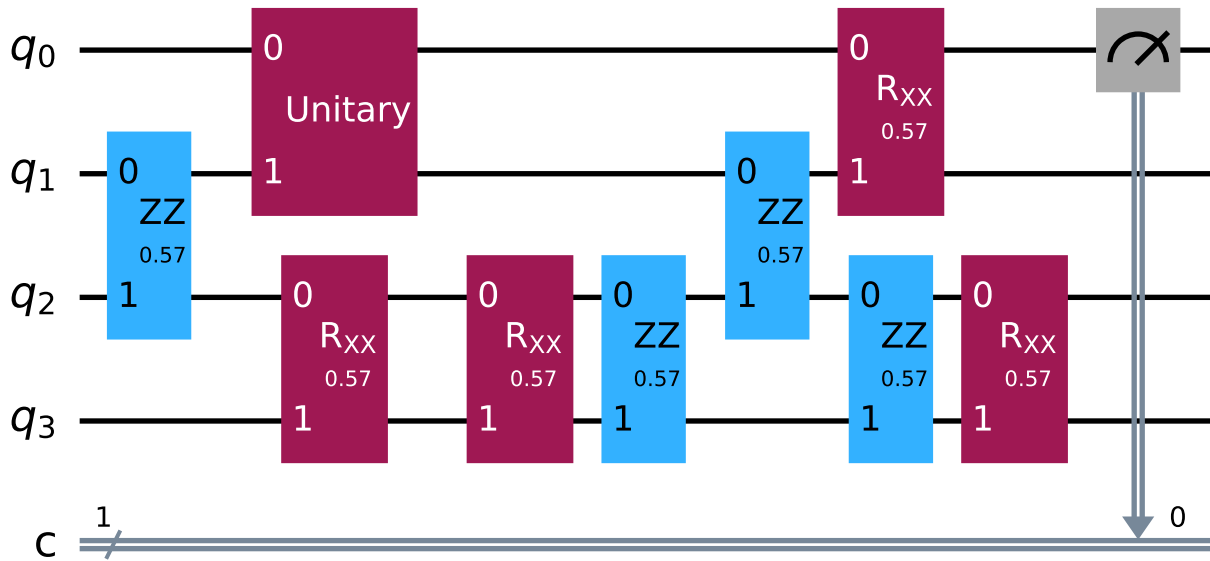 q0 0 0
Unitary RXX
0.57
q1 0 1 0 1
ZZ ZZ
0.57 0.57
q2 1 0 0 0 1 0 0
RXX RXX ZZ ZZ RXX
0.57 0.57 0.57 0.57 0.57
q3 1 1 1 1 1
1 0
c